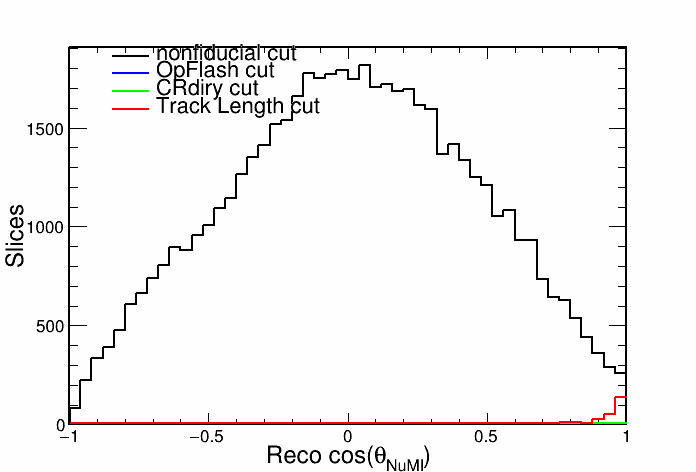 nonfiducial cut
OpFlash cut
CRdiry cut
Track Length cut
1500
1000
500
0
Slices
−1 −0.5 0 0.5 1
Reco cos(θNuMI)